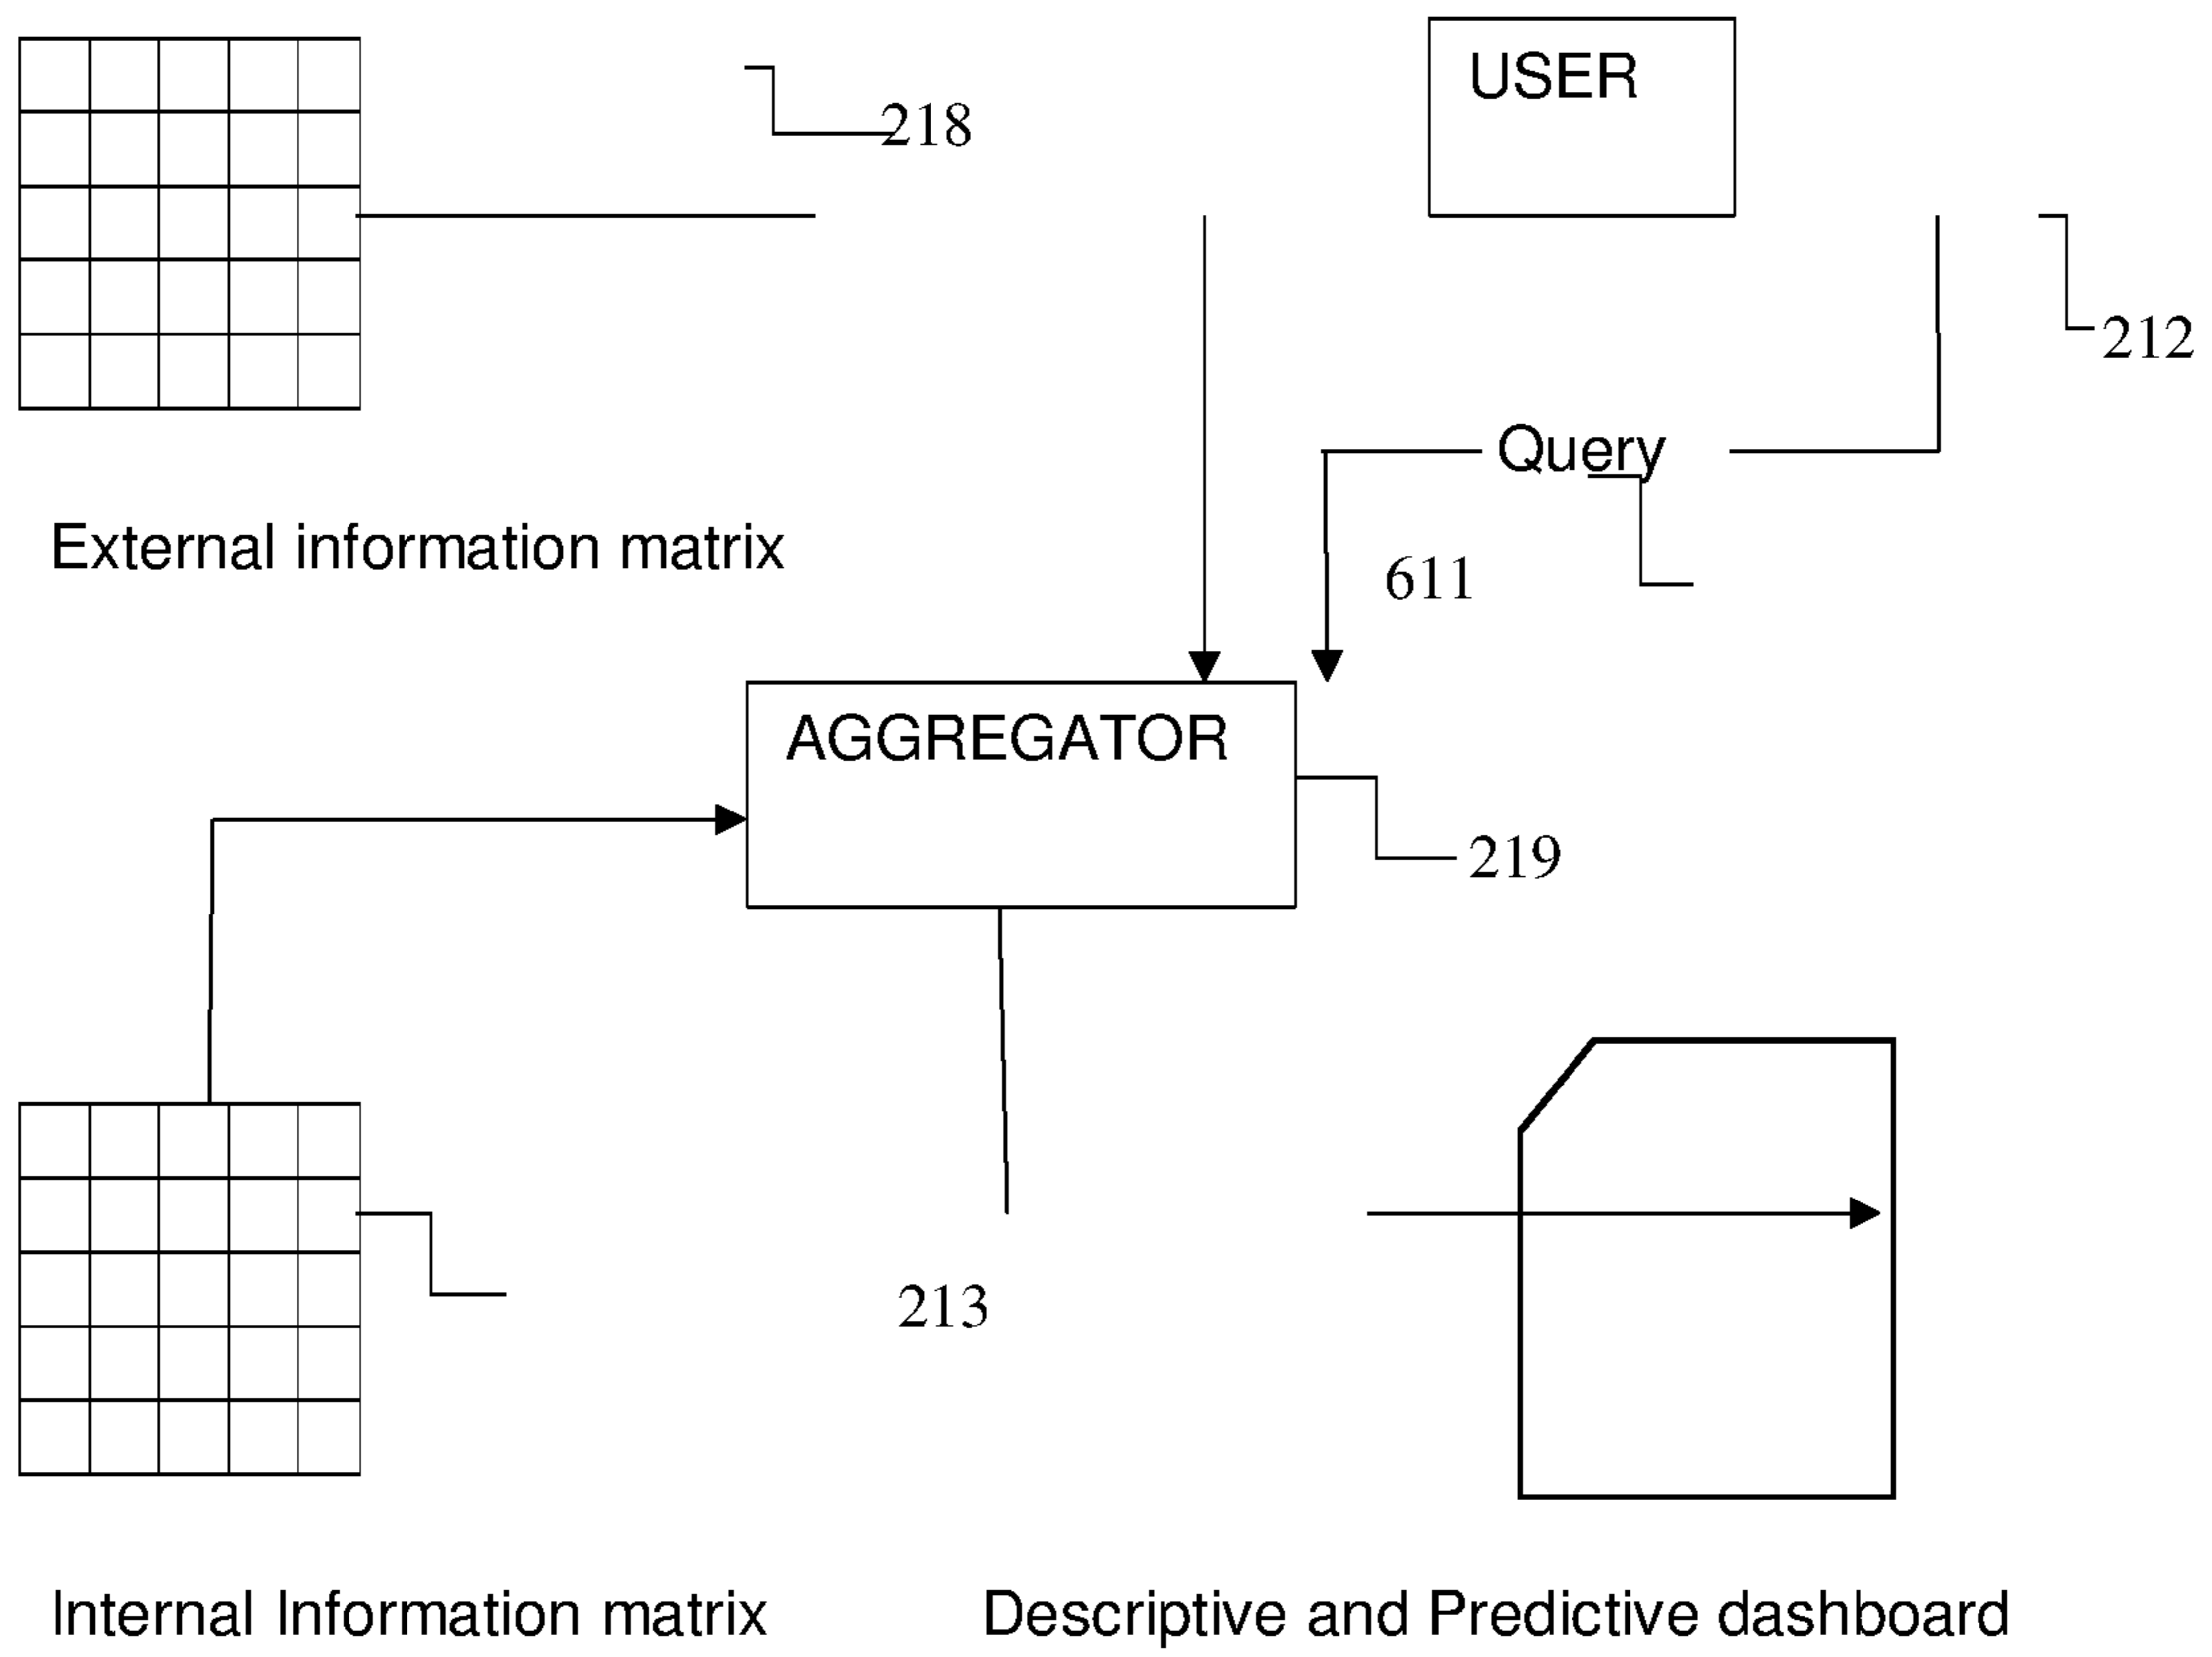 USER
218
212
Query
External information matrix
611
AGGREGATOR
219
213
Internal Information matrix
Descriptive and Predictive dashboard